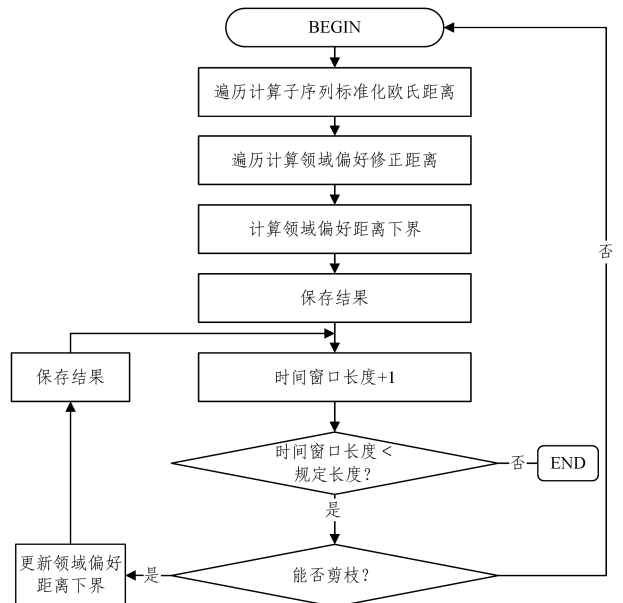 BEGIN
遍历计算子序列标准化欧氏距离
遍历计算领域偏好修正距离
计算领域偏好距离下界
否
保存结果
保存结果
时间窗口长度+1
时间窗口长度<
规定长度?
否
END
是
更新领域偏好
距离下界
是
能否剪枝?